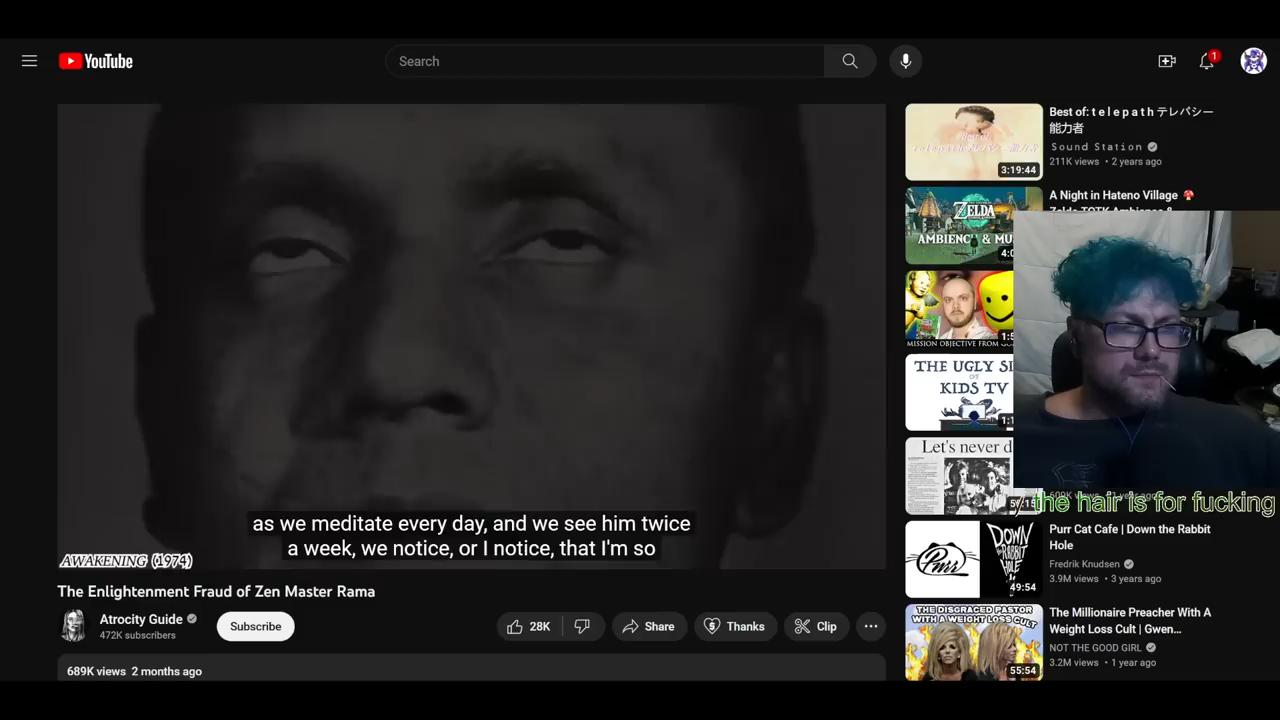 YouTube
Search
1
as we meditate every day, and we see him twice
a week, we notice, or I notice, that I'm so
AWAKENING (1974)
The Enlightenment Fraud of Zen Master Rama
Atrocity Guide
472K subscribers
Subscribe
28K
Share
Thanks
Clip
689K views 2 months ago
Best of: t e l e p a t h テレパシー
能力者
Sound Station
211K views • 2 years ago
3:19:44
A Night in Hateno Village
ZELDA
MISSION OBJECTIVE FROM
THE UGLY
KIDS TV
Let's never
the hair is for fucking
Purr Cat Cafe | Down the Rabbit
Hole
Fredrik Knudsen
3.9M views • 3 years ago
Purr
DOWN
THE
RABBIT
HOLE
49:54
The Millionaire Preacher With A
Weight Loss Cult | Gwen…
NOT THE GOOD GIRL
3.2M views • 1 year ago
THE DISGRACED PASTOR
WITH A WEIGHT LOSS CULT
55:54